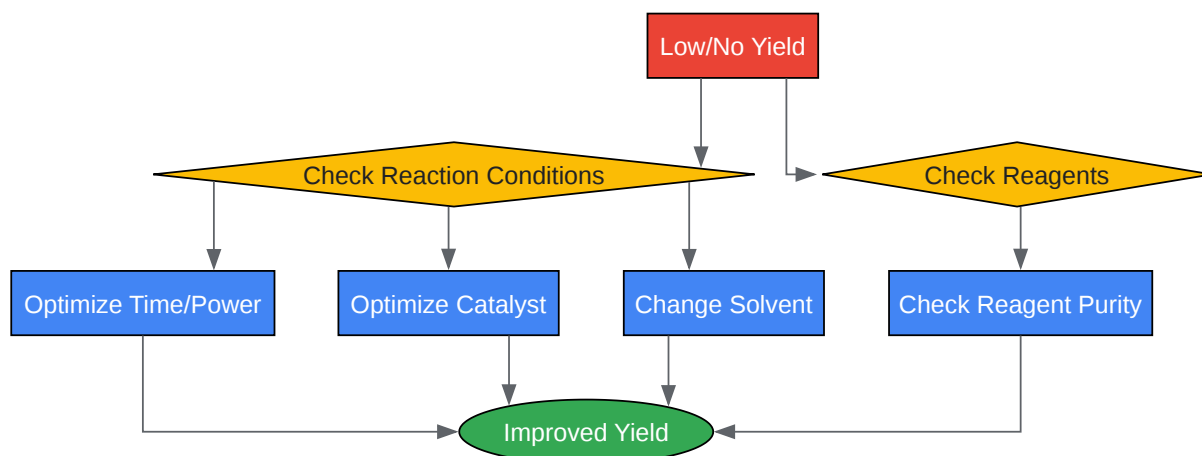 Low/No Yield
Check Reaction Conditions
Check Reagents
Optimize Time/Power
Optimize Catalyst
Change Solvent
Check Reagent Purity
Improved Yield